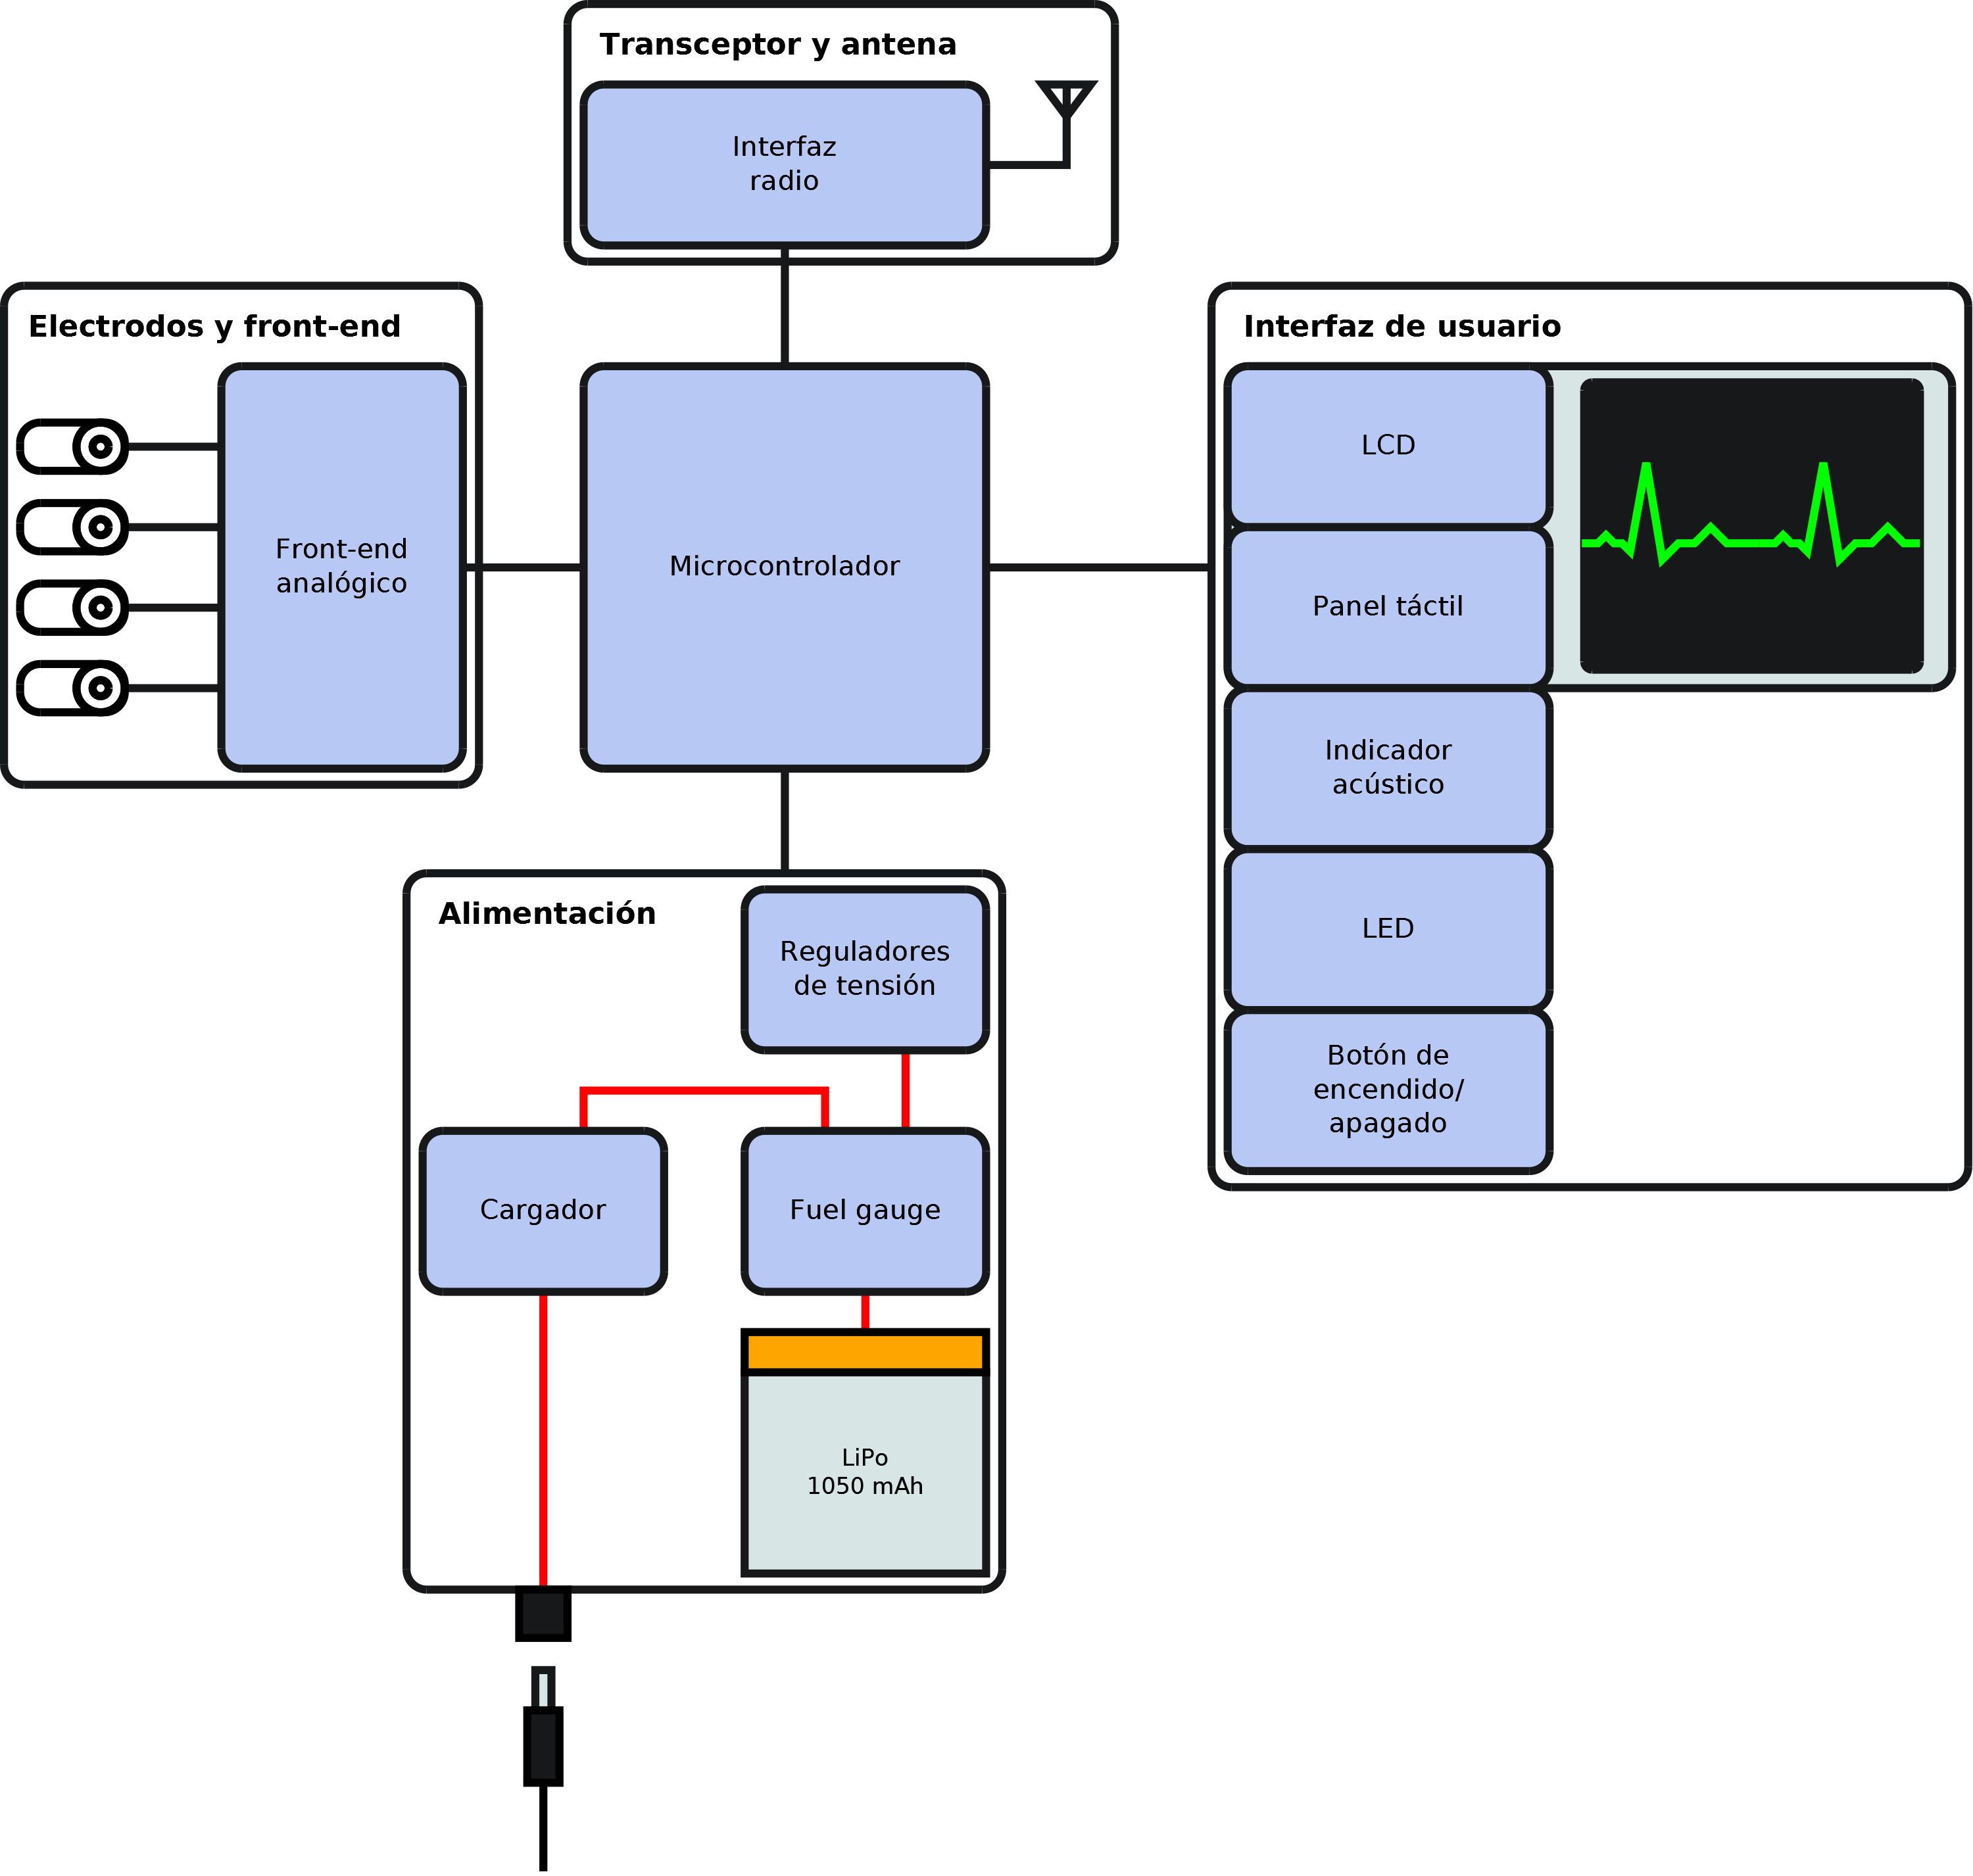 Transceptor y antena
Interfaz
radio
Electrodos y front-end
Front-end
analógico
Microcontrolador
Interfaz de usuario
LCD
Panel táctil
Indicador
acústico
LED
Botón de
encendido/
apagado
Alimentación
Reguladores
de tensión
Cargador
Fuel gauge
LiPo
1050 mAh